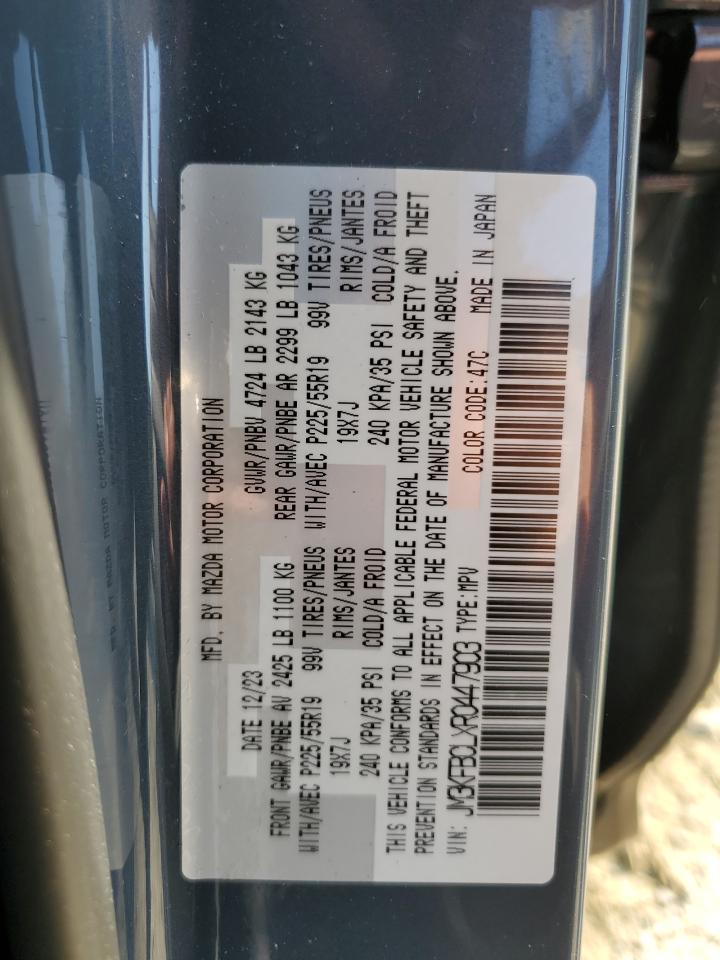 MFD. BY MAZDA MOTOR CORPORATION
DATE 12/23 GVWR/PNBV 4724 LB 2143 KG
FRONT GAWR/PNBE AV 2425 LB 1100 KG REAR GAWR/PNBE AR 2299 LB 1043 KG
WITH/AVEC P225/55R19 99V TIRES/PNEUS WITH/AVEC P225/55R19 99V TIRES/PNEUS
19X7J RIMS/JANTES 19X7J RIMS/JANTES
240 KPA/35 PSI COLD/A FROID 240 KPA/35 PSI COLD/A FROID
THIS VEHICLE CONFORMS TO ALL APPLICABLE FEDERAL MOTOR VEHICLE SAFETY AND THEFT
PREVENTION STANDARDS IN EFFECT ON THE DATE OF MANUFACTURE SHOWN ABOVE.
VIN: JM3KFBCLXR0447903 TYPE:MPV COLOR CODE:47C MADE IN JAPAN
MFD. BY MAZDA MOTOR CORPORATION